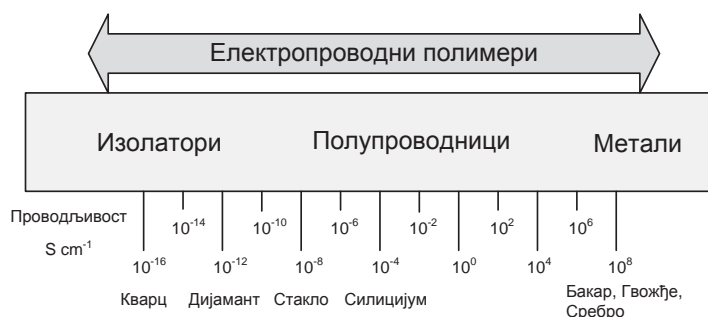 Електропроводни полимери
Изолатори Полупроводници Метали
Проводљивост
S cm⁻¹
10⁻¹⁴ 10⁻¹⁰ 10⁻⁶ 10⁻² 10² 10⁶
10⁻¹⁶ 10⁻¹² 10⁻⁸ 10⁻⁴ 10⁰ 10⁴ 10⁸
Кварц Дијамант Стакло Силицијум Бакар, Гвожђе,
Сребро